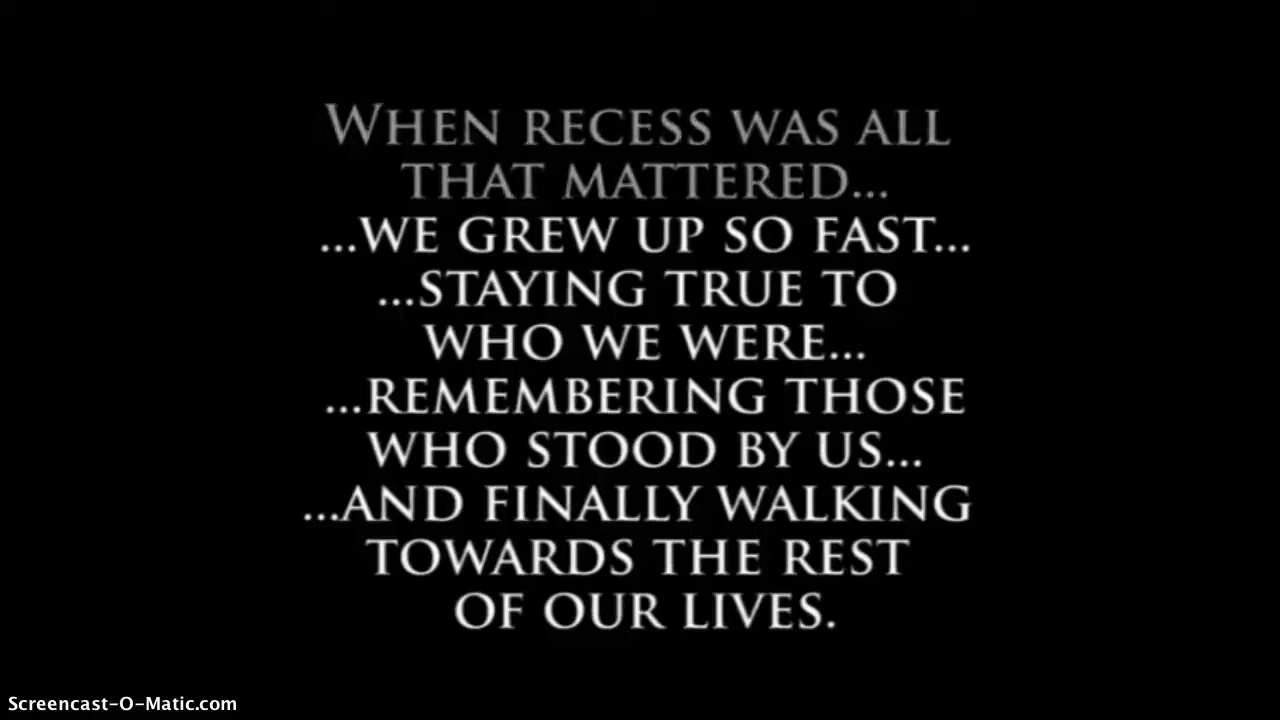 When recess was all
that mattered...
...we grew up so fast...
...staying true to
who we were...
...remembering those
who stood by us...
...and finally walking
towards the rest
of our lives.
Screencast-O-Matic.com